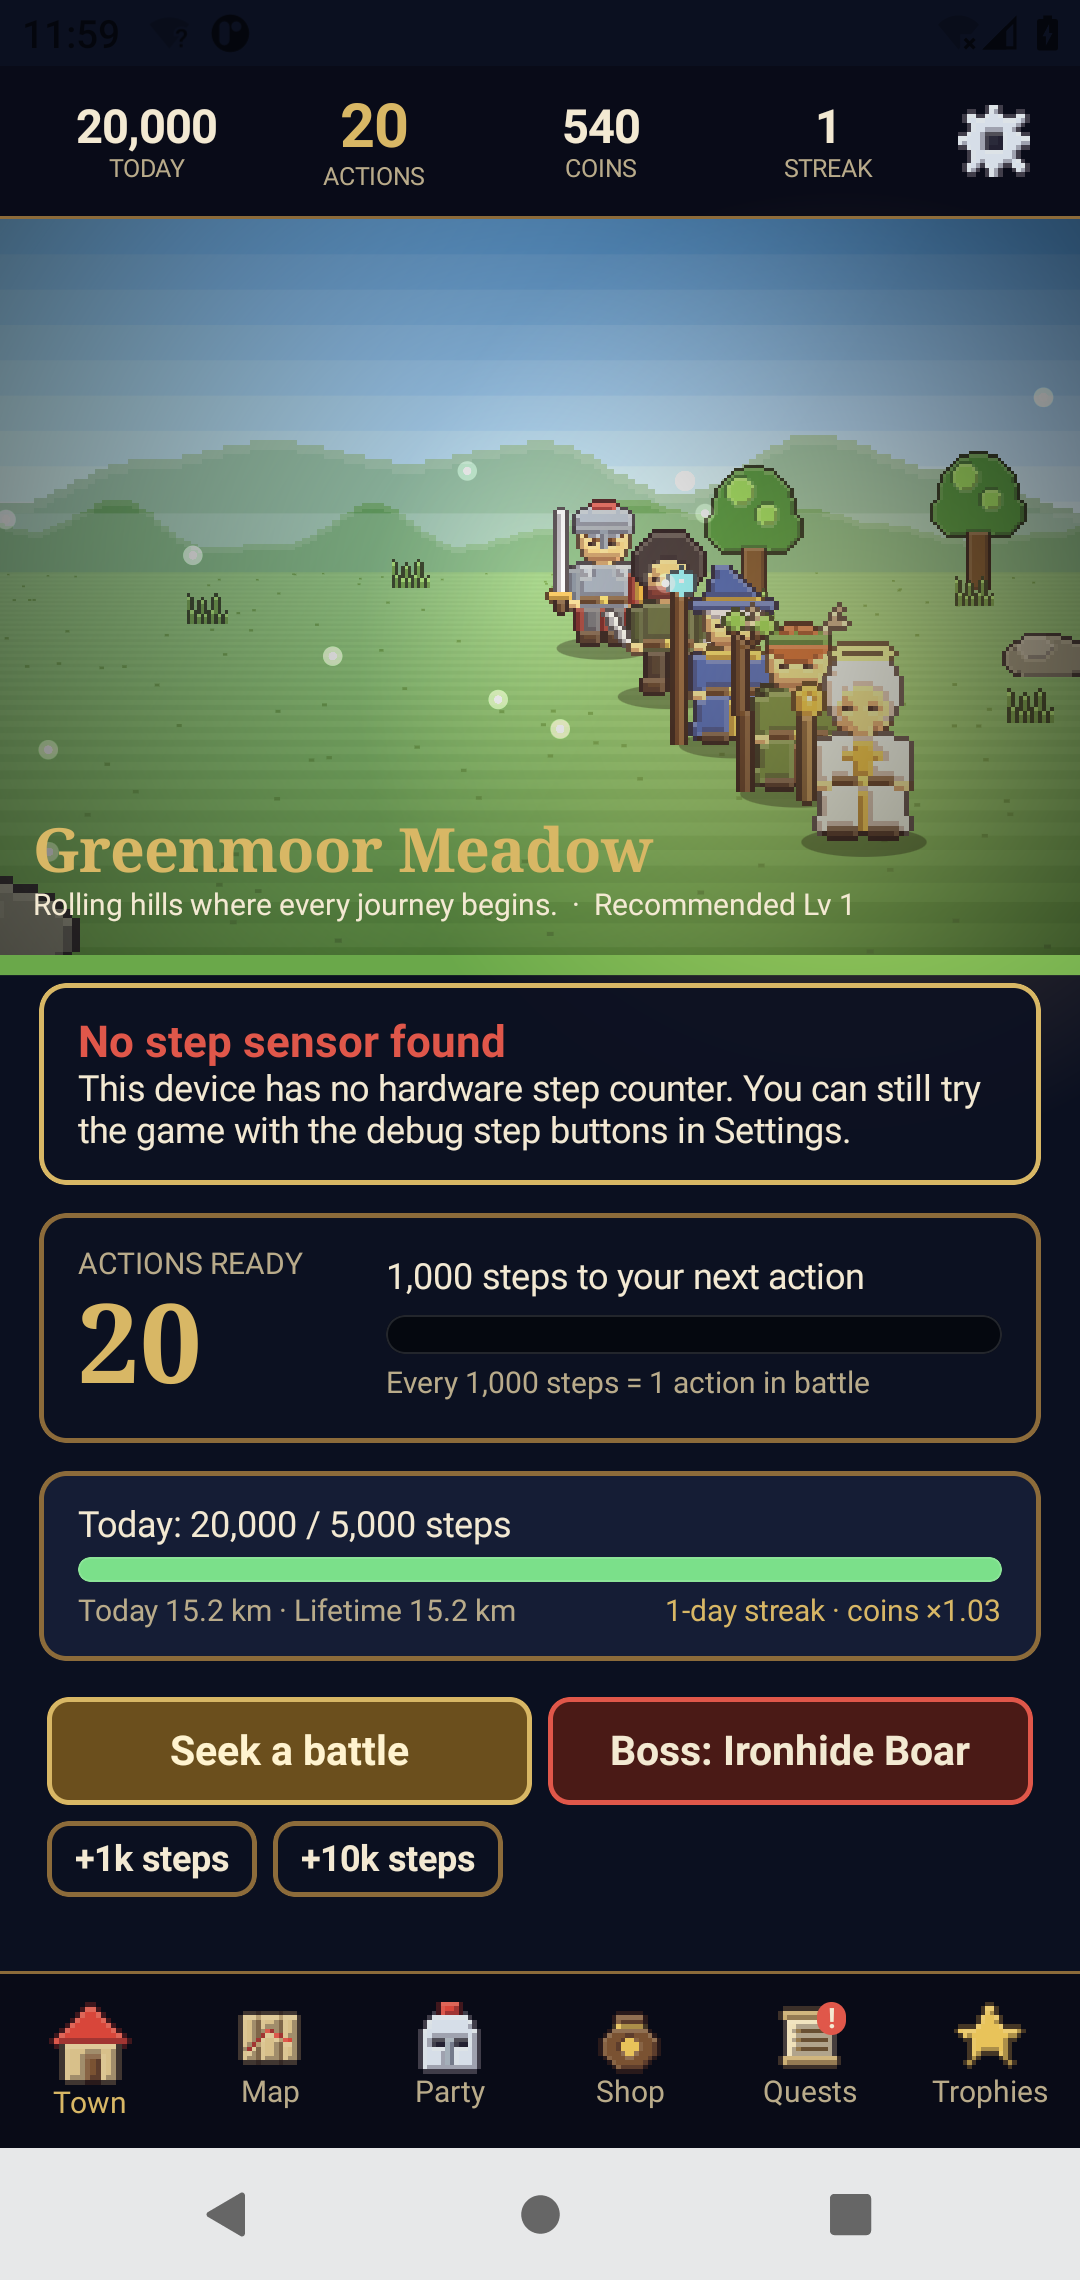 11:59
20,000
TODAY
20
ACTIONS
540
COINS
1
STREAK
Greenmoor Meadow
Rolling hills where every journey begins. · Recommended Lv 1
No step sensor found
This device has no hardware step counter. You can still try
the game with the debug step buttons in Settings.
ACTIONS READY
20
1,000 steps to your next action
Every 1,000 steps = 1 action in battle
Today: 20,000 / 5,000 steps
Today 15.2 km · Lifetime 15.2 km
1-day streak · coins ×1.03
Seek a battle
Boss: Ironhide Boar
+1k steps
+10k steps
Town
Map
Party
Shop
!
Quests
Trophies